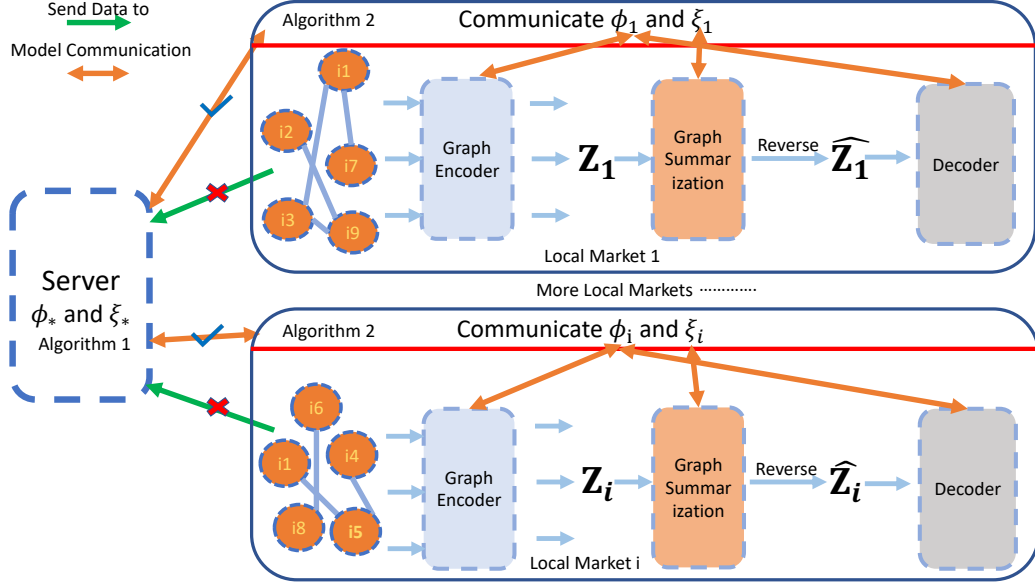 Send Data to
Model Communication
Server
ϕ* and ξ*
Algorithm 1
Algorithm 2
Communicate ϕ₁ and ξ₁
i1
i2
i7
i3
i9
Graph
Encoder
Z₁
Graph
Summar
ization
Reverse
Ẑ₁
Decoder
Local Market 1
More Local Markets ·············
Algorithm 2
Communicate ϕᵢ and ξᵢ
i6
i1
i4
i8
i5
Graph
Encoder
Zᵢ
Graph
Summar
ization
Reverse
Ẑᵢ
Decoder
Local Market i